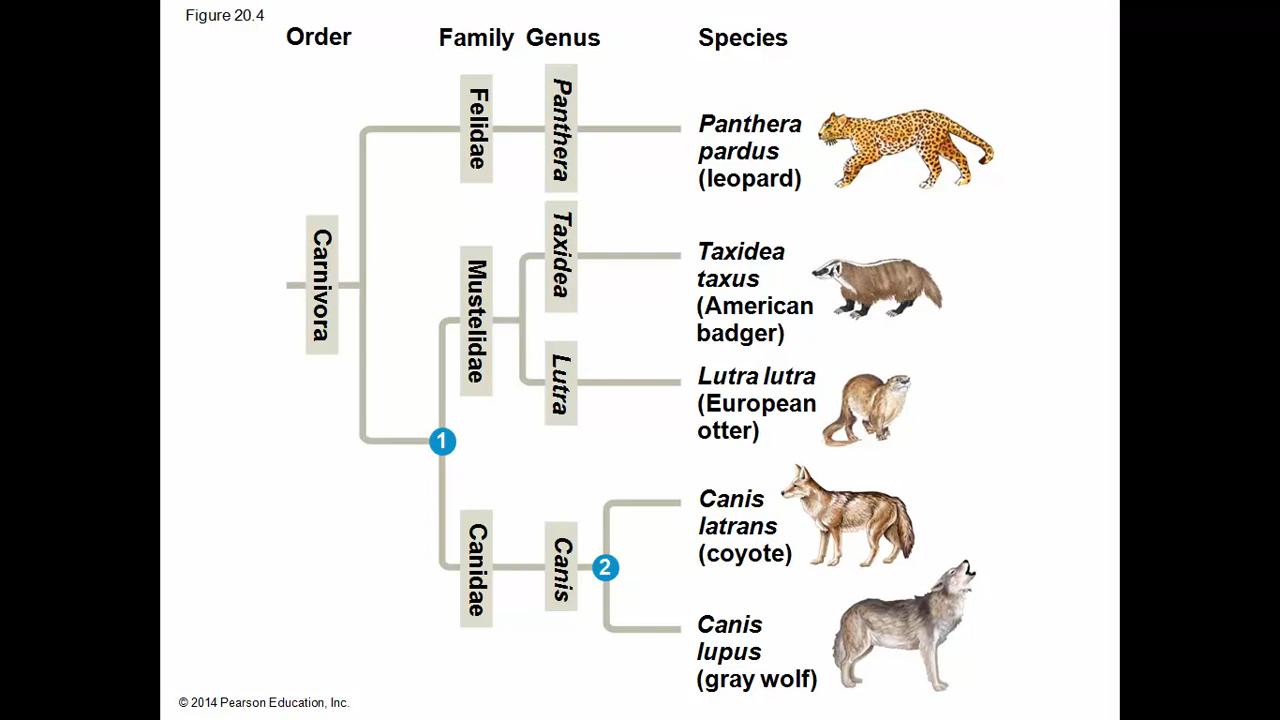 Figure 20.4
Order Family Genus Species
Felidae
Panthera
Panthera
pardus
(leopard)
Carnivora
Mustelidae
Taxidea
Taxidea
taxus
(American
badger)
Lutra
Lutra lutra
(European
otter)
1
Canidae
Canis
2
Canis
latrans
(coyote)
Canis
lupus
(gray wolf)
© 2014 Pearson Education, Inc.